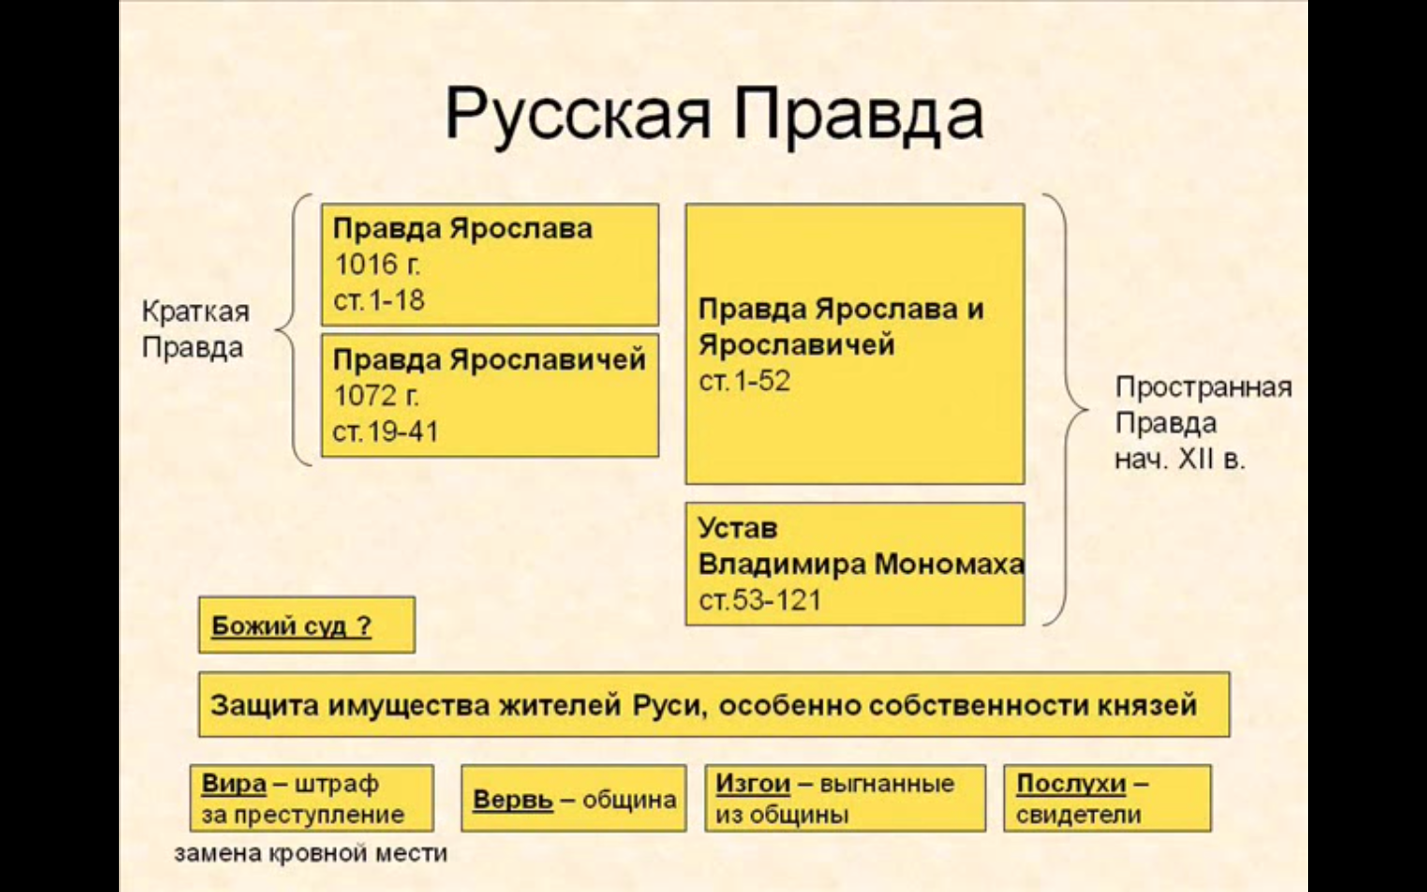 Русская Правда
Краткая
Правда
Правда Ярослава
1016 г.
ст.1-18
Правда Ярославичей
1072 г.
ст.19-41
Правда Ярослава и
Ярославичей
ст.1-52
Устав
Владимира Мономаха
ст.53-121
Пространная
Правда
нач. XII в.
Божий суд ?
Защита имущества жителей Руси, особенно собственности князей
Вира – штраф
за преступление
замена кровной мести
Вервь – община
Изгои – выгнанные
из общины
Послухи –
свидетели